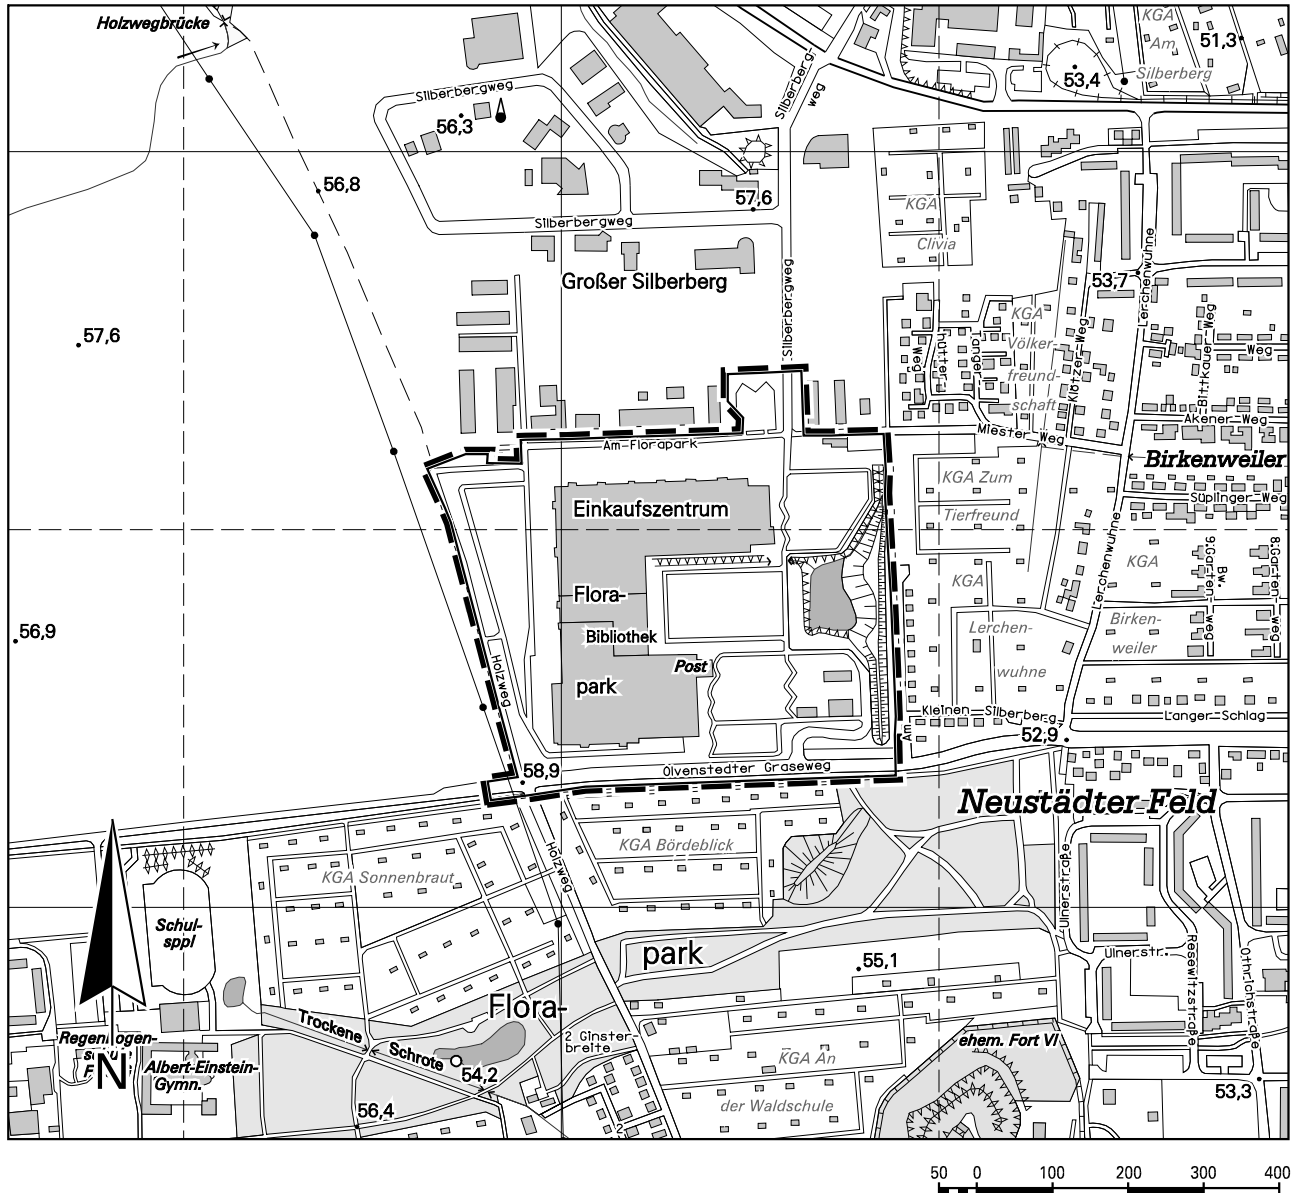 Holzwegbrücke
KGA
Am
Silberberg
51,3
53,4
Silberbergweg
56,3
Silberberg-
weg
56,8
57,6
Silberbergweg
KGA
Clivia
Lerchenwuhne
53,7
Großer Silberberg
Silberbergweg
57,6
KGA
Völker-
freund-
schaft
Weg
hütter-
Langer-
Klötzer-Weg
Bittkauer-Weg
Weg
Akener-Weg
Miester Weg
Am-Florapark
Birkenweiler
KGA Zum
Tierfreund
Süplinger-Weg
Einkaufszentrum
Flora-
Bibliothek
park
Post
Holzweg
56,9
KGA
Lerchen-
wuhne
Lerchenwuhne
KGA
Birken-
weiler
9.Garten-
weg
Bw.
8.Garten-
weg
Am
Kleinen Silberberg
Langer-Schlag
52,9
58,9
Olvenstedter Graseweg
Neustädter Feld
KGA Bördeblick
KGA Sonnenbraut
Holzweg
Ulnerstraße
Ulnerstr.
Resewitzstraße
Othrichstraße
Schul-
sppl
park
55,1
Flora-
Trockene
Schrote
54,2
56,4
2 Ginster-
breite
2
Regenbogen-
Albert-Einstein-
Gymn.
N
KGA An
der Waldschule
ehem. Fort VI
53,3
50 0 100 200 300 400